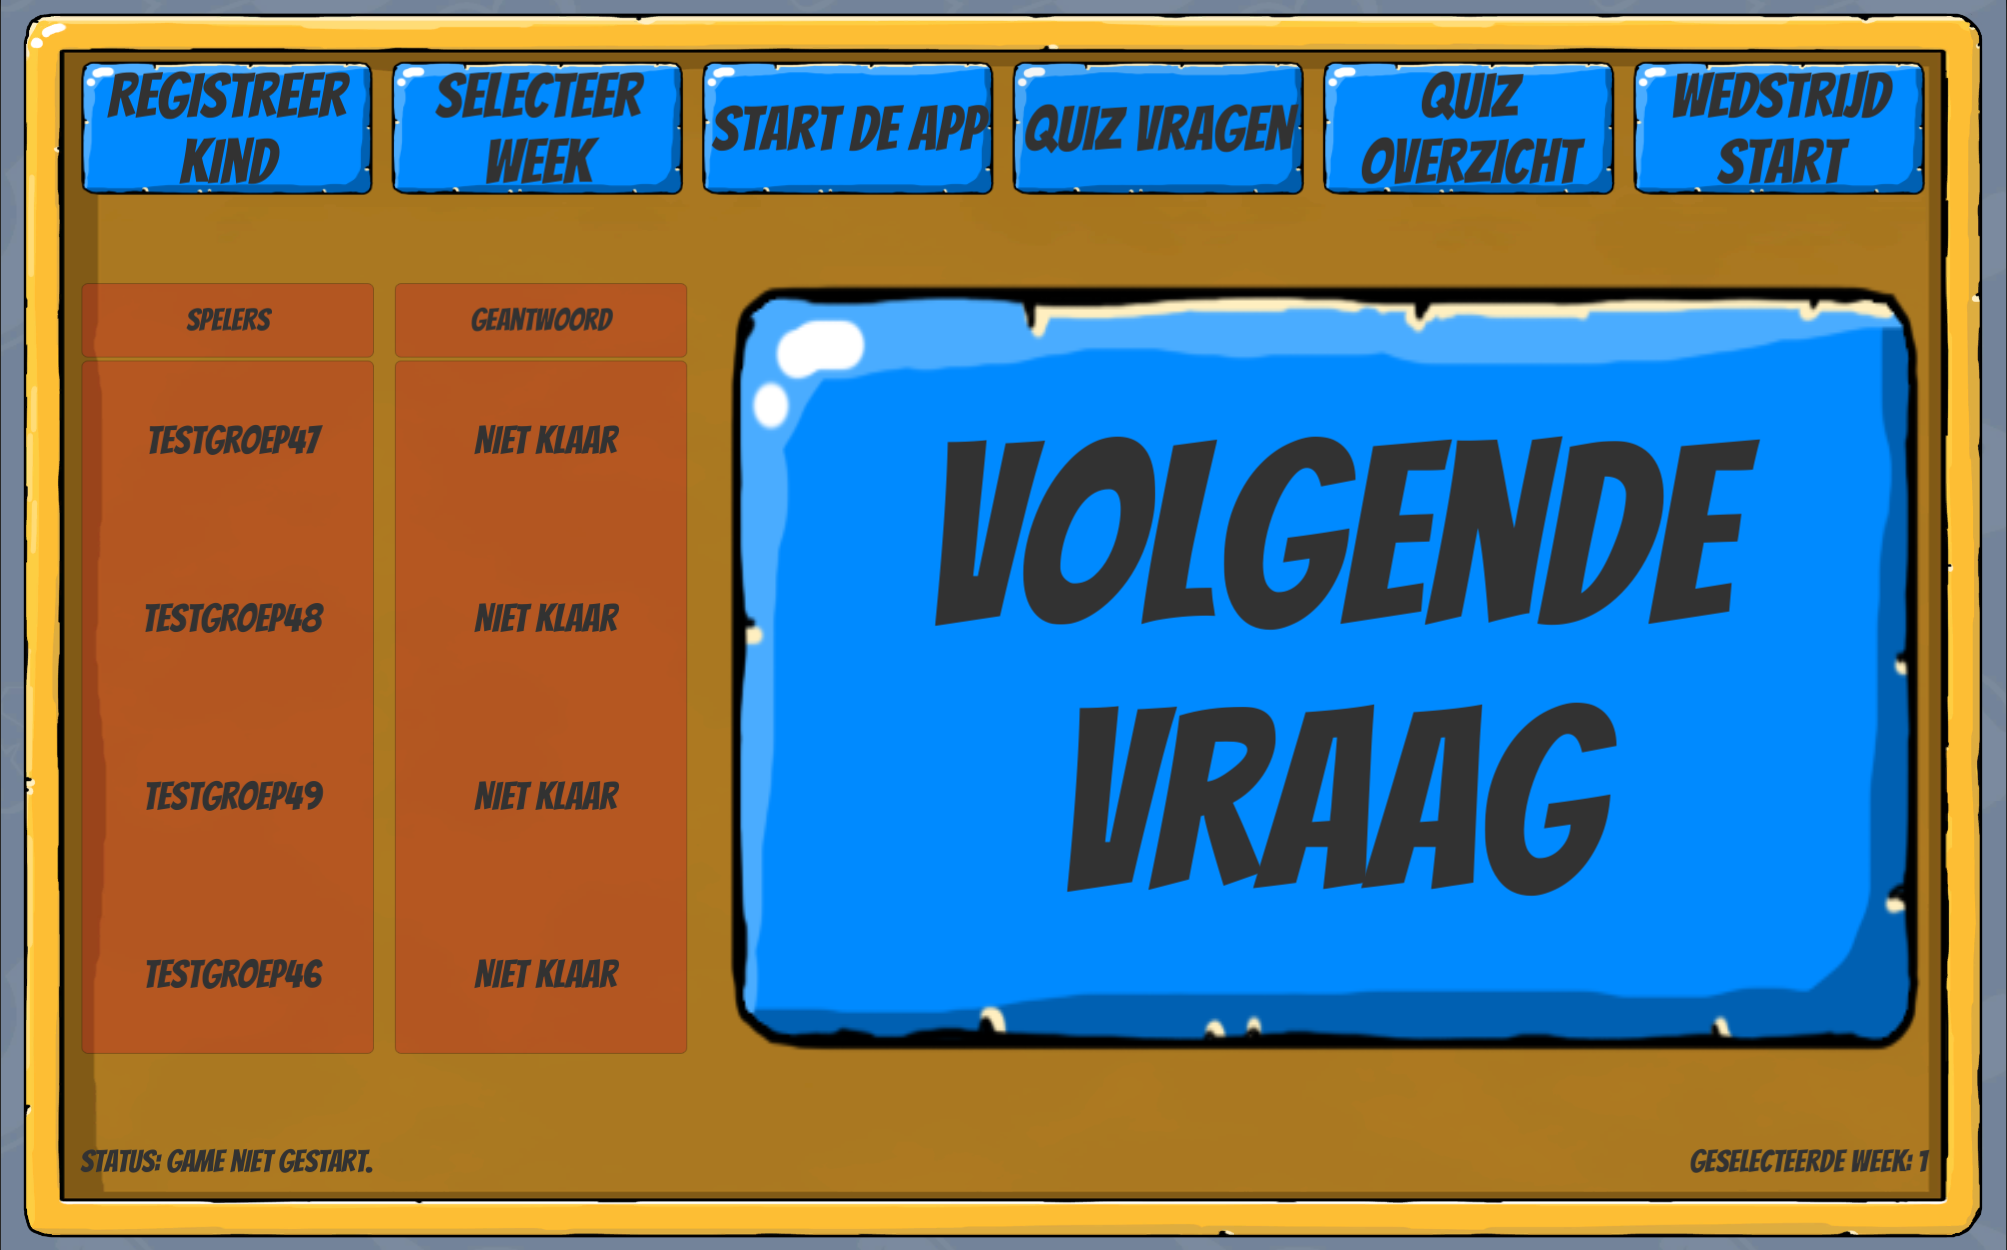 REGISTREER
KIND
SELECTEER
WEEK
START DE APP
QUIZ VRAGEN
QUIZ
OVERZICHT
WEDSTRIJD
START
SPELERS
GEANTWOORD
TESTGROEP47
NIET KLAAR
TESTGROEP48
NIET KLAAR
TESTGROEP49
NIET KLAAR
TESTGROEP46
NIET KLAAR
VOLGENDE
VRAAG
STATUS: GAME NIET GESTART.
GESELECTEERDE WEEK: 1